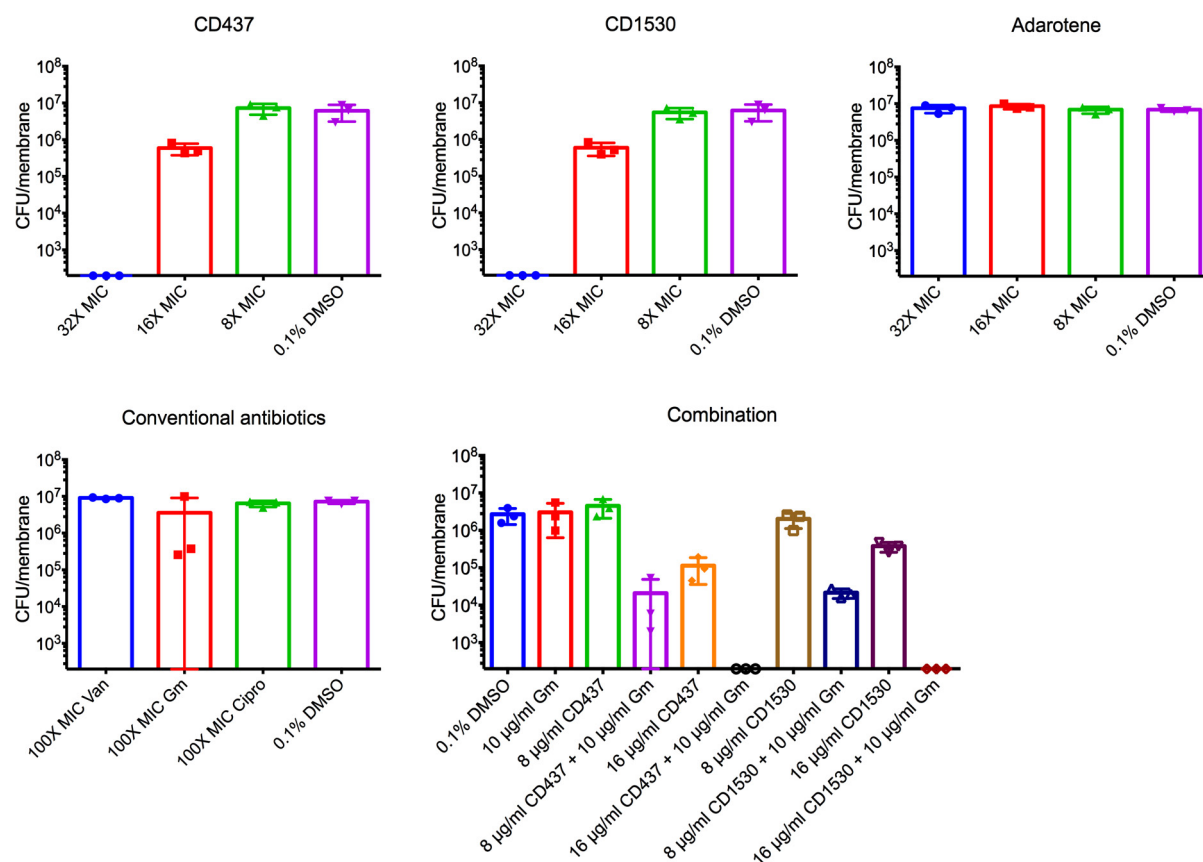 CD437
CFU/membrane
10⁸
10⁷
10⁶
10⁵
10⁴
10³
32X MIC
16X MIC
8X MIC
0.1% DMSO
CD1530
CFU/membrane
10⁸
10⁷
10⁶
10⁵
10⁴
10³
32X MIC
16X MIC
8X MIC
0.1% DMSO
Adarotene
CFU/membrane
10⁸
10⁷
10⁶
10⁵
10⁴
10³
32X MIC
16X MIC
8X MIC
0.1% DMSO
Conventional antibiotics
CFU/membrane
10⁸
10⁷
10⁶
10⁵
10⁴
10³
100X MIC Van
100X MIC Gm
100X MIC Cipro
0.1% DMSO
Combination
CFU/membrane
10⁸
10⁷
10⁶
10⁵
10⁴
10³
0.1% DMSO
10 μg/ml Gm
8 μg/ml CD437
8 μg/ml CD437 + 10 μg/ml Gm
16 μg/ml CD437
16 μg/ml CD437 + 10 μg/ml Gm
8 μg/ml CD1530
8 μg/ml CD1530 + 10 μg/ml Gm
16 μg/ml CD1530
16 μg/ml CD1530 + 10 μg/ml Gm